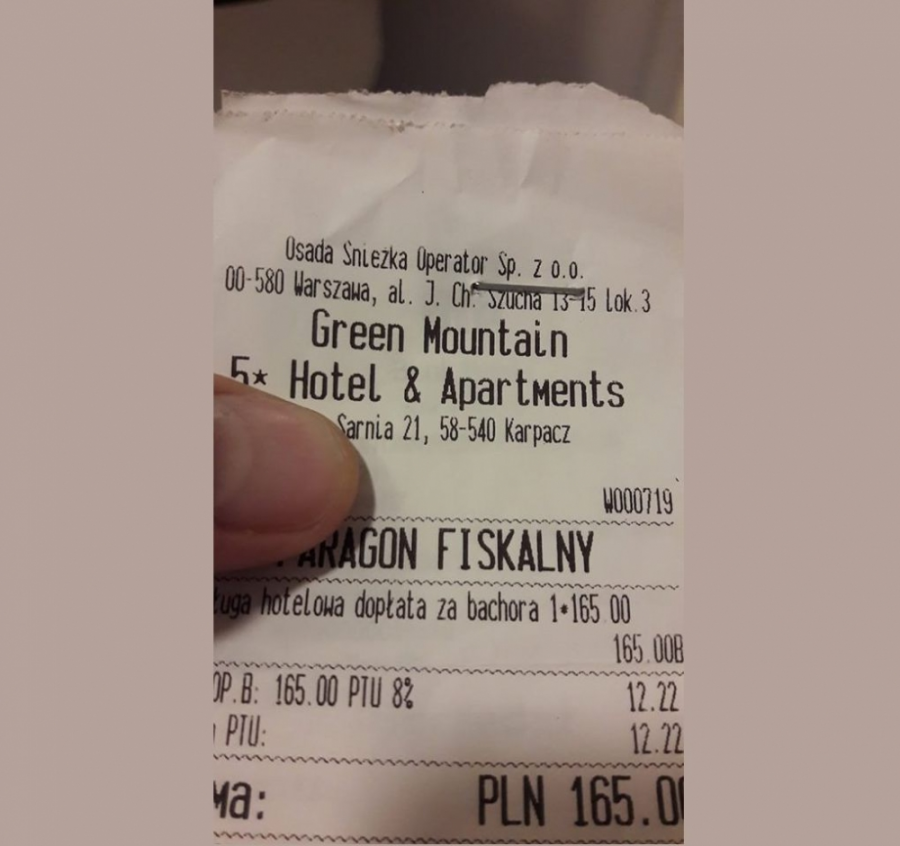 Osada Śnieżka Operator Sp. z o.o.
00-580 Warszawa, al. J. Ch. Szucha 13-15 Lok.3
Green Mountain
5* Hotel & Apartments
Sarnia 21, 58-540 Karpacz
W000719
PARAGON FISKALNY
ługa hotelowa dopłata za bachora 1*165.00
165.00B
OP.B: 165.00 PTU 8% 12.22
PTU: 12.22
MA: PLN 165.00